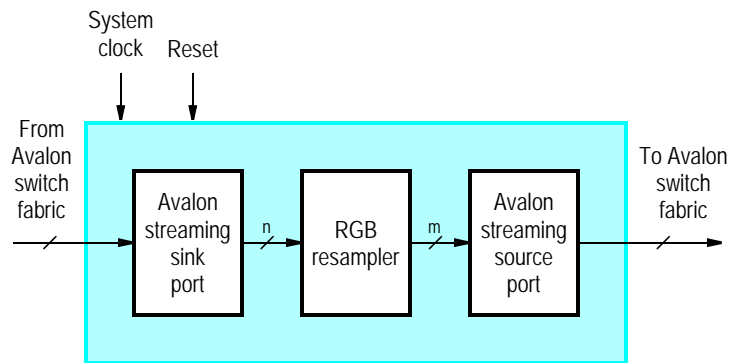 System
clock
Reset
From
Avalon
switch
fabric
To Avalon
switch
fabric
Avalon
streaming
sink
port
n
RGB
resampler
m
Avalon
streaming
source
port